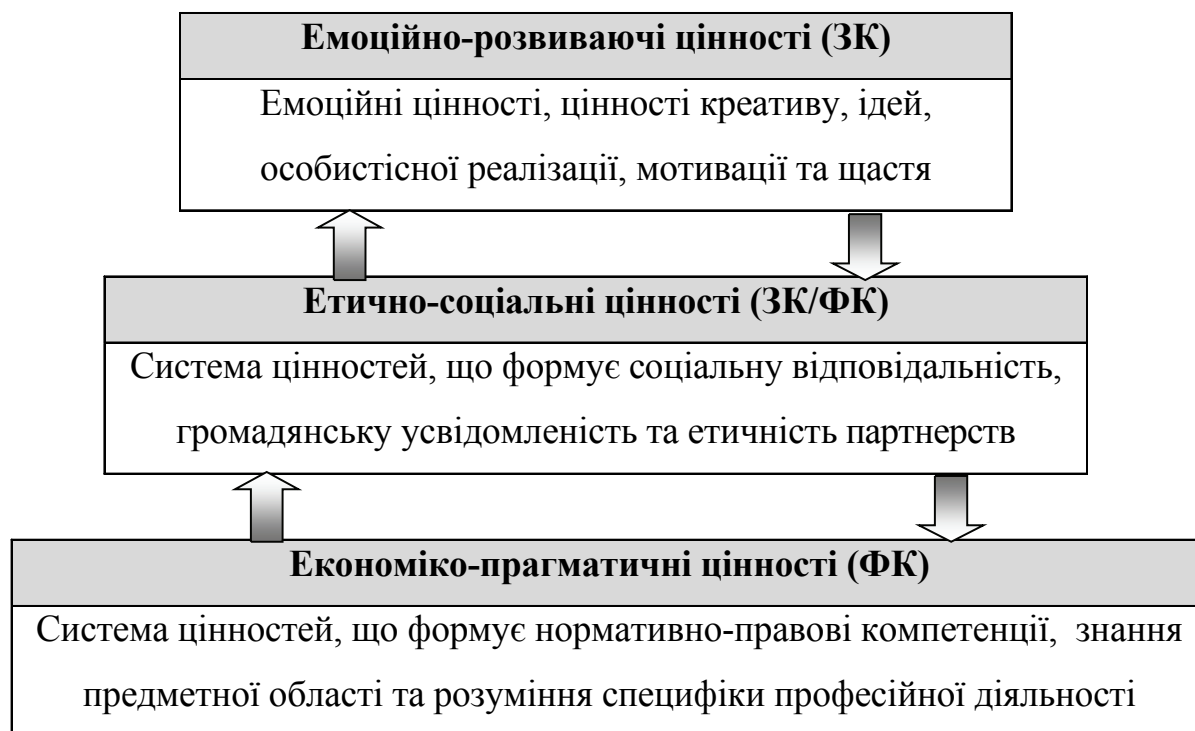 Емоційно-розвиваючі цінності (ЗК)
Емоційні цінності, цінності креативу, ідей,
особистісної реалізації, мотивації та щастя
Етично-соціальні цінності (ЗК/ФК)
Система цінностей, що формує соціальну відповідальність,
громадянську усвідомленість та етичність партнерств
Економіко-прагматичні цінності (ФК)
Система цінностей, що формує нормативно-правові компетенції, знання
предметної області та розуміння специфіки професійної діяльності